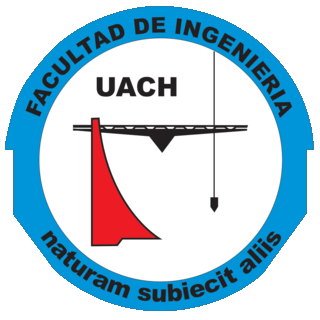 FACULTAD DE INGENIERIA
UACH
naturam subiecit aliis